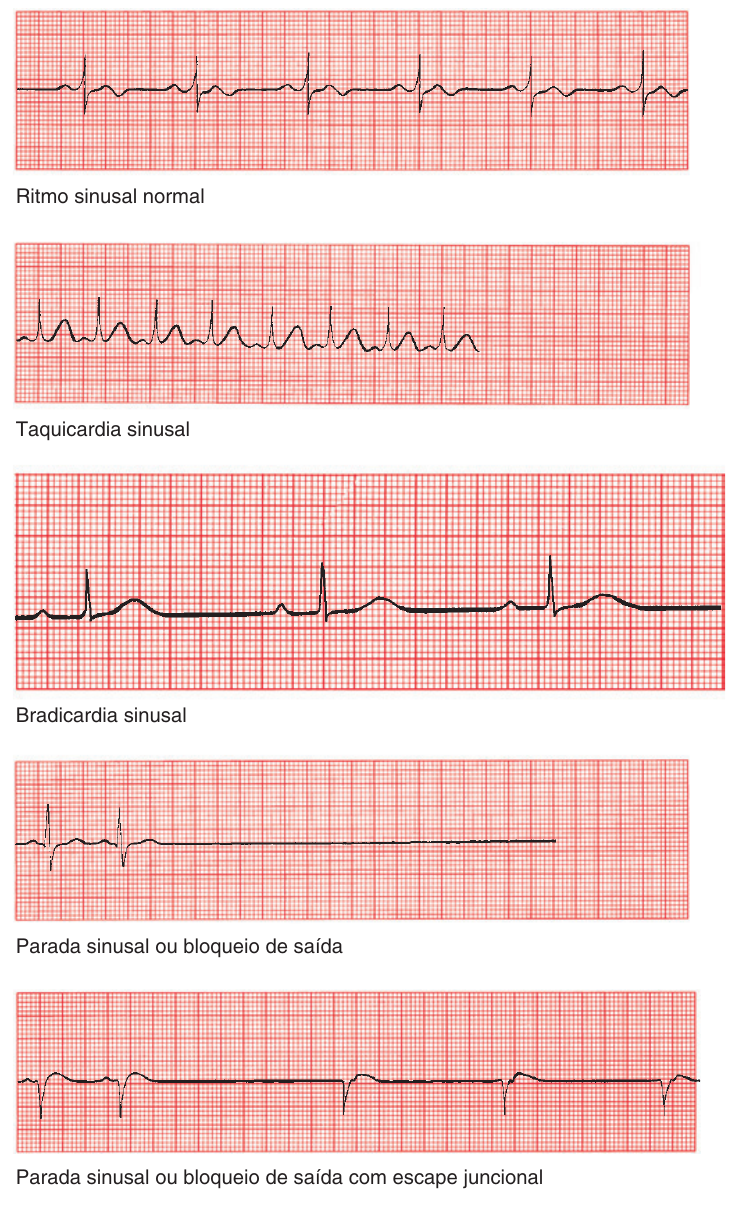 Ritmo sinusal normal
Taquicardia sinusal
Bradicardia sinusal
Parada sinusal ou bloqueio de saída
Parada sinusal ou bloqueio de saída com escape juncional